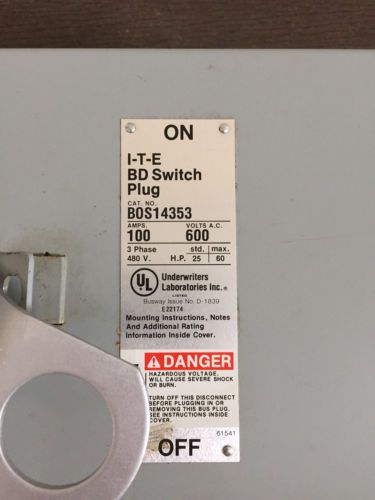 ON
I-T-E
BD Switch
Plug
CAT. NO.
BOS14353
AMPS. VOLTS A.C.
100 600
3 Phase std. max.
480 V. H.P. 25 60
UL Underwriters
Laboratories Inc.®
LISTED
Busway Issue No. D-1839
E22174
Mounting Instructions, Notes
And Additional Rating
Information Inside Cover.
DANGER
HAZARDOUS VOLTAGE.
WILL CAUSE SEVERE SHOCK
OR BURN.
TURN OFF THIS DISCONNECT
BEFORE PLUGGING IN OR
REMOVING THIS BUS PLUG.
SEE INSTRUCTIONS INSIDE
COVER.
61541
OFF